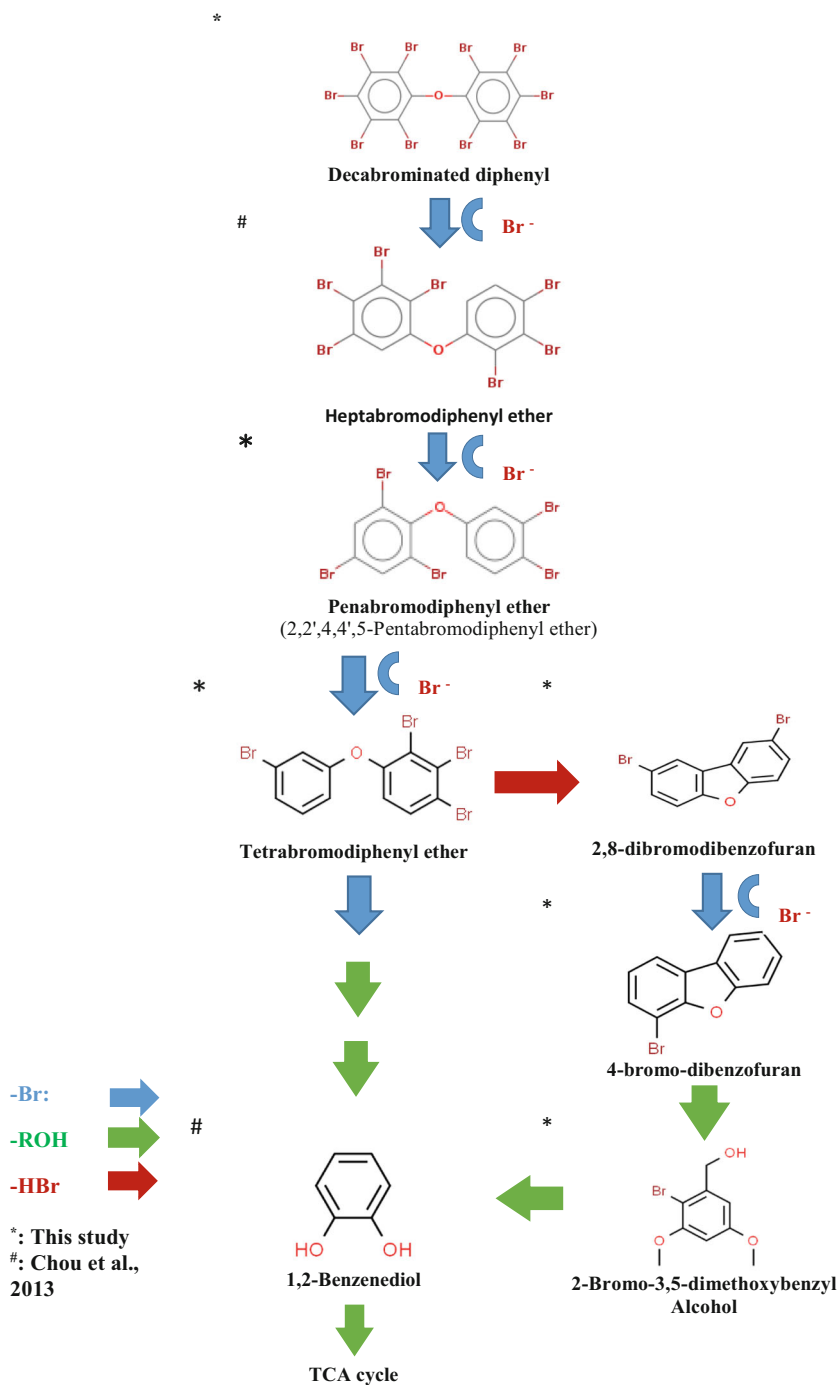 *
Br Br Br Br
Br O Br
Br Br Br Br
Decabrominated diphenyl
# Br -
Br
Br Br Br
Br O Br
Br
Heptabromodiphenyl ether
* Br -
Br
O Br
Br Br Br
Penabromodiphenyl ether
(2,2',4,4',5-Pentabromodiphenyl ether)
* Br - *
Br
Br O Br
Br
Tetrabromodiphenyl ether
Br
Br
O
2,8-dibromodibenzofuran
* Br -
O
Br
4-bromo-dibenzofuran
-Br:
-ROH
-HBr
*: This study
#: Chou et al.,
2013
#
HO OH
1,2-Benzenediol
*
OH
Br
O O
2-Bromo-3,5-dimethoxybenzyl
Alcohol
TCA cycle